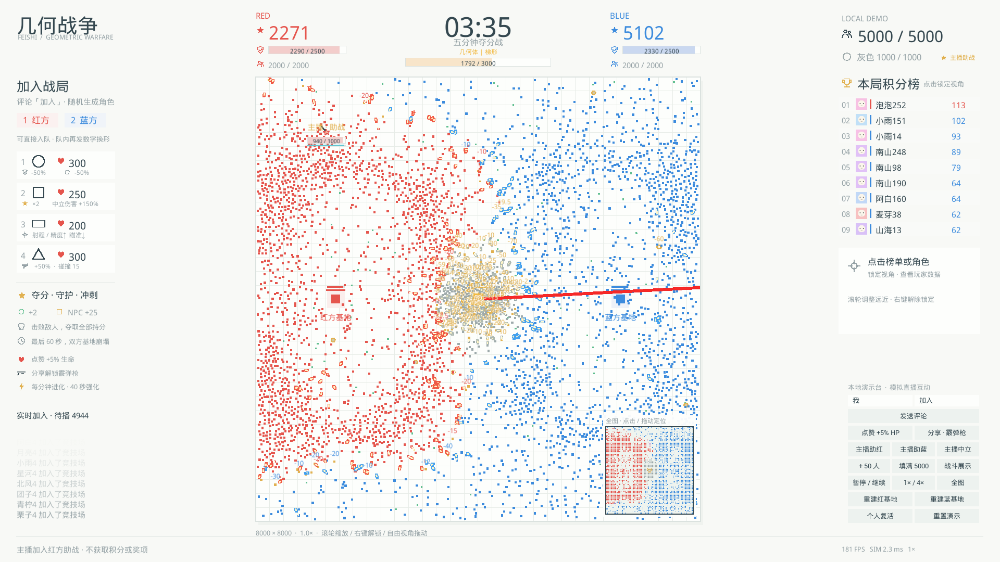 几何战争
FEISHI / GEOMETRIC WARFARE
加入战局
评论「加入」· 随机生成角色
1 红方
2 蓝方
可直接入队 · 队内再发数字换形
1
300
-50%
-50%
2
250
×2
中立伤害 +150%
3
200
射程 / 精度↑ 瞄准↓
4
300
+50% · 碰撞 15
夺分 · 守护 · 冲刺
+2
NPC +25
击败敌人，夺取全部持分
最后 60 秒，双方基地崩塌
点赞 +5% 生命
分享解锁霰弹枪
每分钟进化 · 40 秒强化
实时加入 · 待播 4944
月亮4 加入了竞技场
小雨4 加入了竞技场
星河4 加入了竞技场
北风4 加入了竞技场
团子4 加入了竞技场
青柠4 加入了竞技场
栗子4 加入了竞技场
主播加入红方助战 · 不获取积分或奖项
RED
2271
2290 / 2500
2000 / 2000
03:35
五分钟夺分战
几何体 | 梯形
1792 / 3000
BLUE
5102
2330 / 2500
2000 / 2000
-20
940 / 1000
-10
-10
-19.5
-35
-70
-50
-60
红方基地
蓝方基地
-10
-20
-15
-40
-20
-10
-30
-12
全图 · 点击 / 拖动定位
8000 × 8000 · 1.0× · 滚轮缩放 / 右键解锁 / 自由视角拖动
LOCAL DEMO
5000 / 5000
灰色 1000 / 1000
主播助战
本局积分榜 点击锁定视角
01 泡泡252 113
02 小雨151 102
03 小雨14 93
04 南山248 89
05 南山98 79
06 南山190 64
07 阿白160 64
08 麦芽38 62
09 山海13 62
点击榜单或角色
锁定视角 · 查看玩家数据
滚轮调整远近 · 右键解除锁定
本地演示台 · 模拟直播互动
我
加入
发送评论
点赞 +5% HP
分享 · 霰弹枪
主播助红
主播助蓝
主播中立
+ 50 人
填满 5000
战斗展示
暂停 / 继续
1× / 4×
全图
重建红基地
重建蓝基地
个人复活
重置演示
181 FPS SIM 2.3 ms 1×